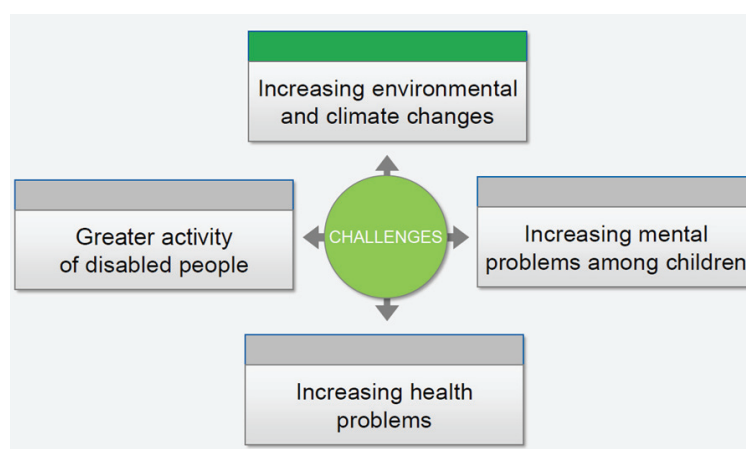 Increasing environmental
and climate changes
Greater activity
of disabled people
CHALLENGES
Increasing mental
problems among children
Increasing health
problems